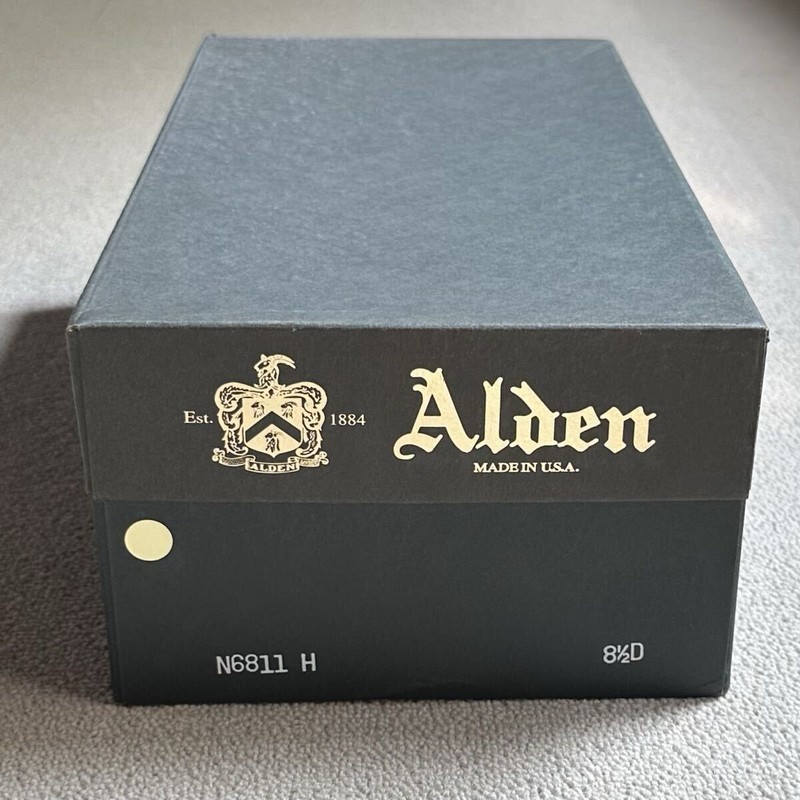 Est. 1884
ALDEN
Alden
MADE IN U.S.A.
N6811 H
8½D